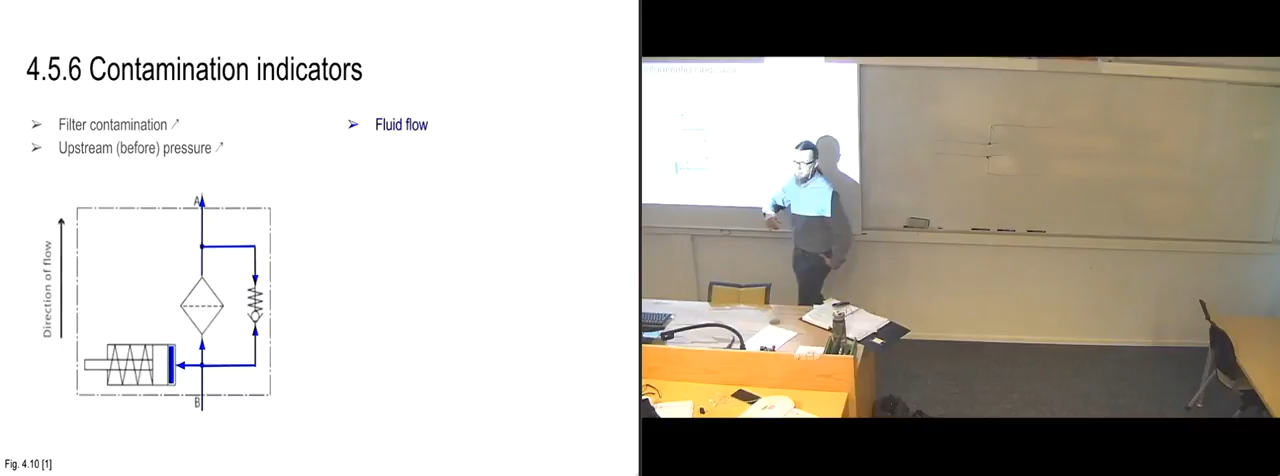 4.5.6 Contamination indicators
➢ Filter contamination ↗
➢ Upstream (before) pressure ↗
➢ Fluid flow
A
Direction of flow
B
Fig. 4.10 [1]